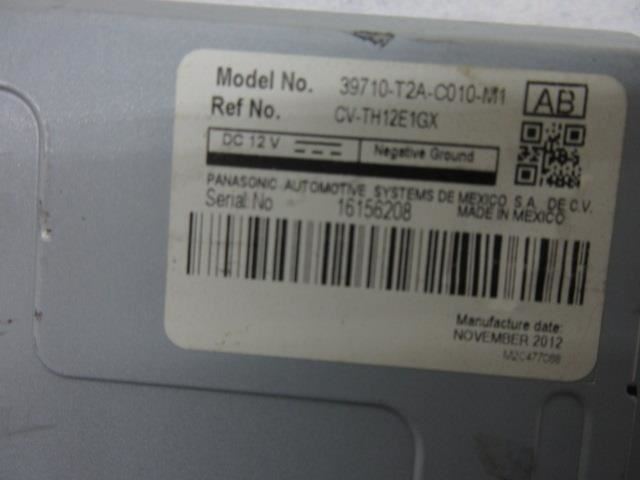 Model No. 39710-T2A-C010-M1 AB
Ref No. CV-TH12E1GX
DC 12 V Negative Ground
PANASONIC AUTOMOTIVE SYSTEMS DE MEXICO S.A. DE C.V.
Serial No 16156208 MADE IN MEXICO
Manufacture date:
NOVEMBER 2012
M2C477088